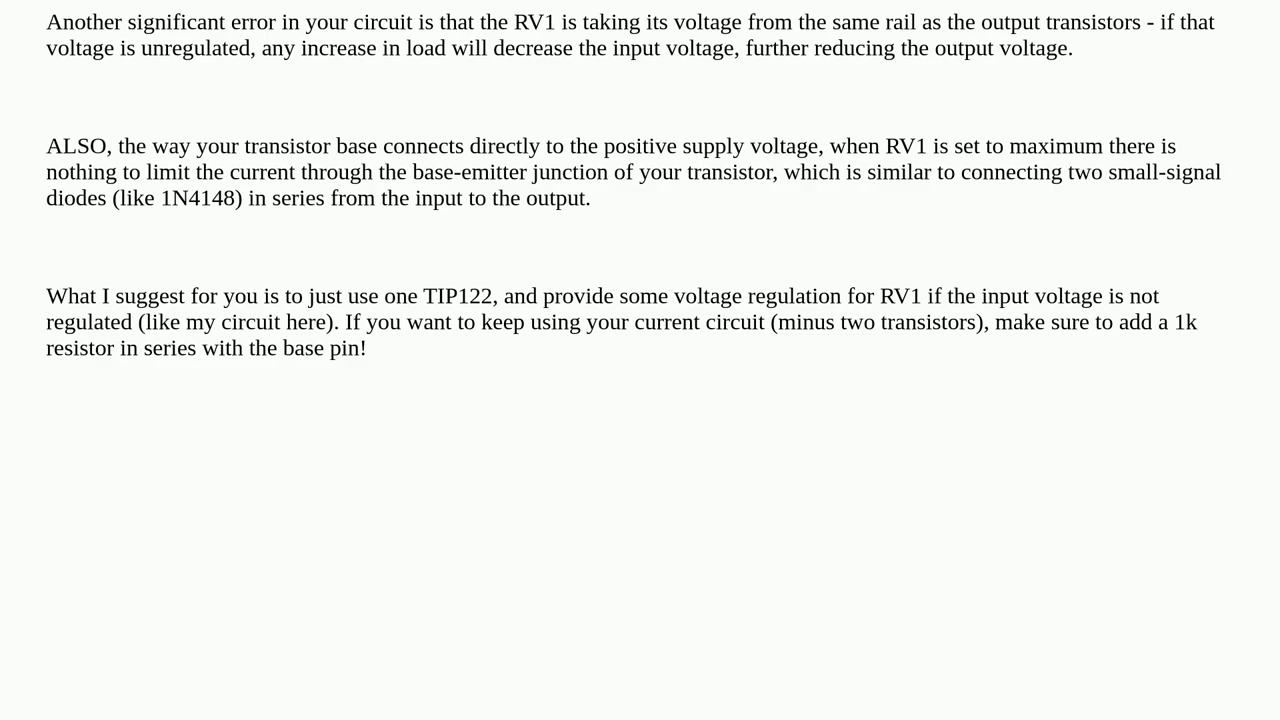 Another significant error in your circuit is that the RV1 is taking its voltage from the same rail as the output transistors - if that
voltage is unregulated, any increase in load will decrease the input voltage, further reducing the output voltage.
ALSO, the way your transistor base connects directly to the positive supply voltage, when RV1 is set to maximum there is
nothing to limit the current through the base-emitter junction of your transistor, which is similar to connecting two small-signal
diodes (like 1N4148) in series from the input to the output.
What I suggest for you is to just use one TIP122, and provide some voltage regulation for RV1 if the input voltage is not
regulated (like my circuit here). If you want to keep using your current circuit (minus two transistors), make sure to add a 1k
resistor in series with the base pin!